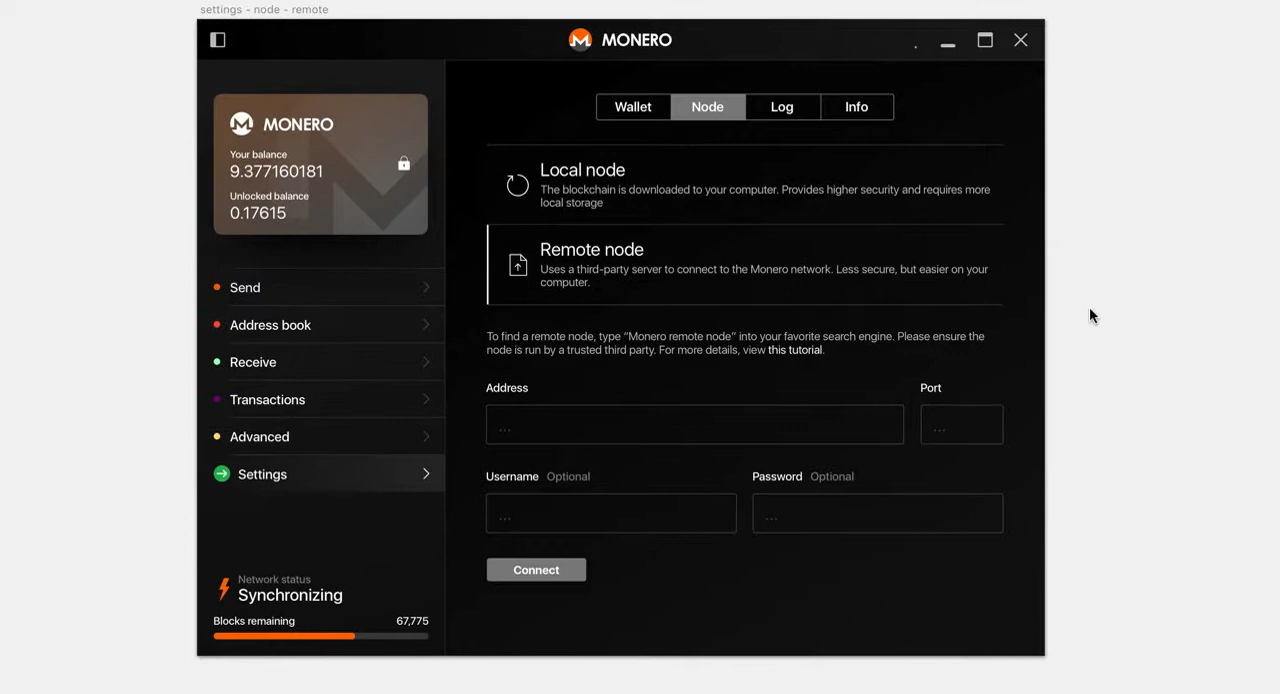 settings - node - remote
MONERO
Wallet
Node
Log
Info
MONERO
Your balance
9.377160181
Unlocked balance
0.17615
Send
Address book
Receive
Transactions
Advanced
Settings
Network status
Synchronizing
Blocks remaining 67,775
Local node
The blockchain is downloaded to your computer. Provides higher security and requires more
local storage
Remote node
Uses a third-party server to connect to the Monero network. Less secure, but easier on your
computer.
To find a remote node, type “Monero remote node” into your favorite search engine. Please ensure the
node is run by a trusted third party. For more details, view this tutorial.
Address
...
Port
...
Username Optional
...
Password Optional
...
Connect